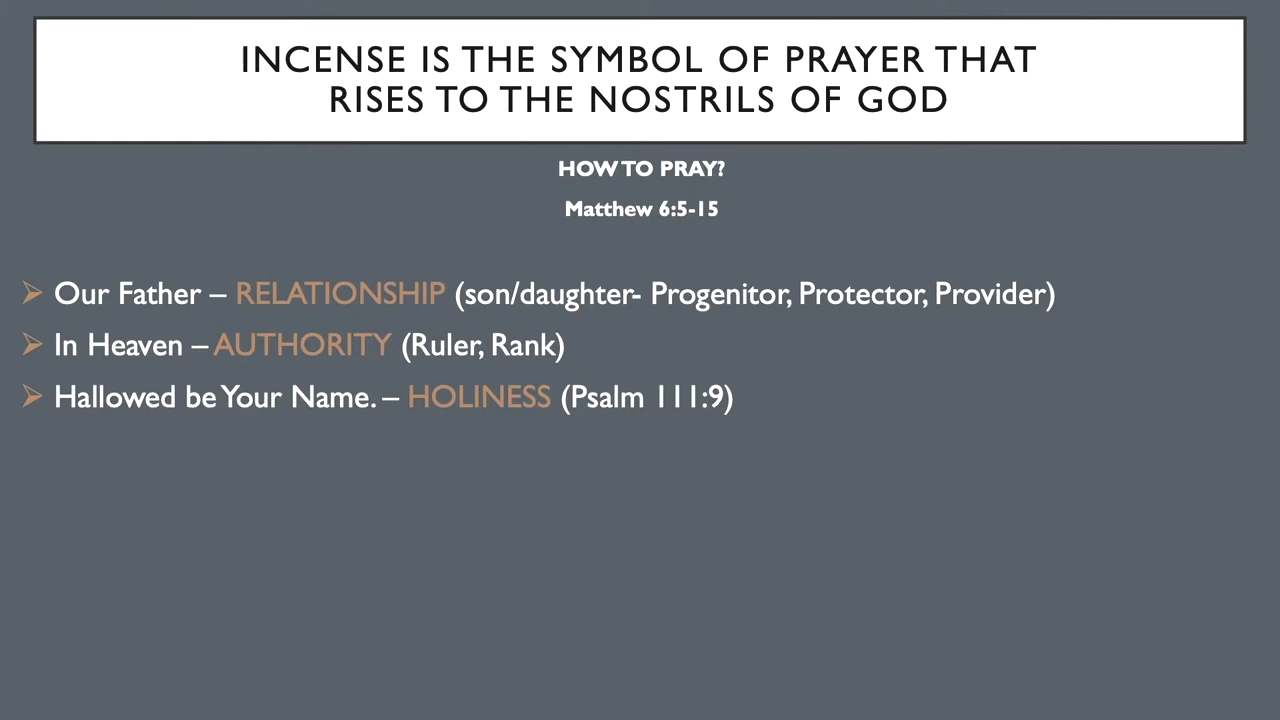 INCENSE IS THE SYMBOL OF PRAYER THAT
RISES TO THE NOSTRILS OF GOD
HOW TO PRAY?
Matthew 6:5-15
➢ Our Father – RELATIONSHIP (son/daughter- Progenitor, Protector, Provider)
➢ In Heaven – AUTHORITY (Ruler, Rank)
➢ Hallowed be Your Name. – HOLINESS (Psalm 111:9)